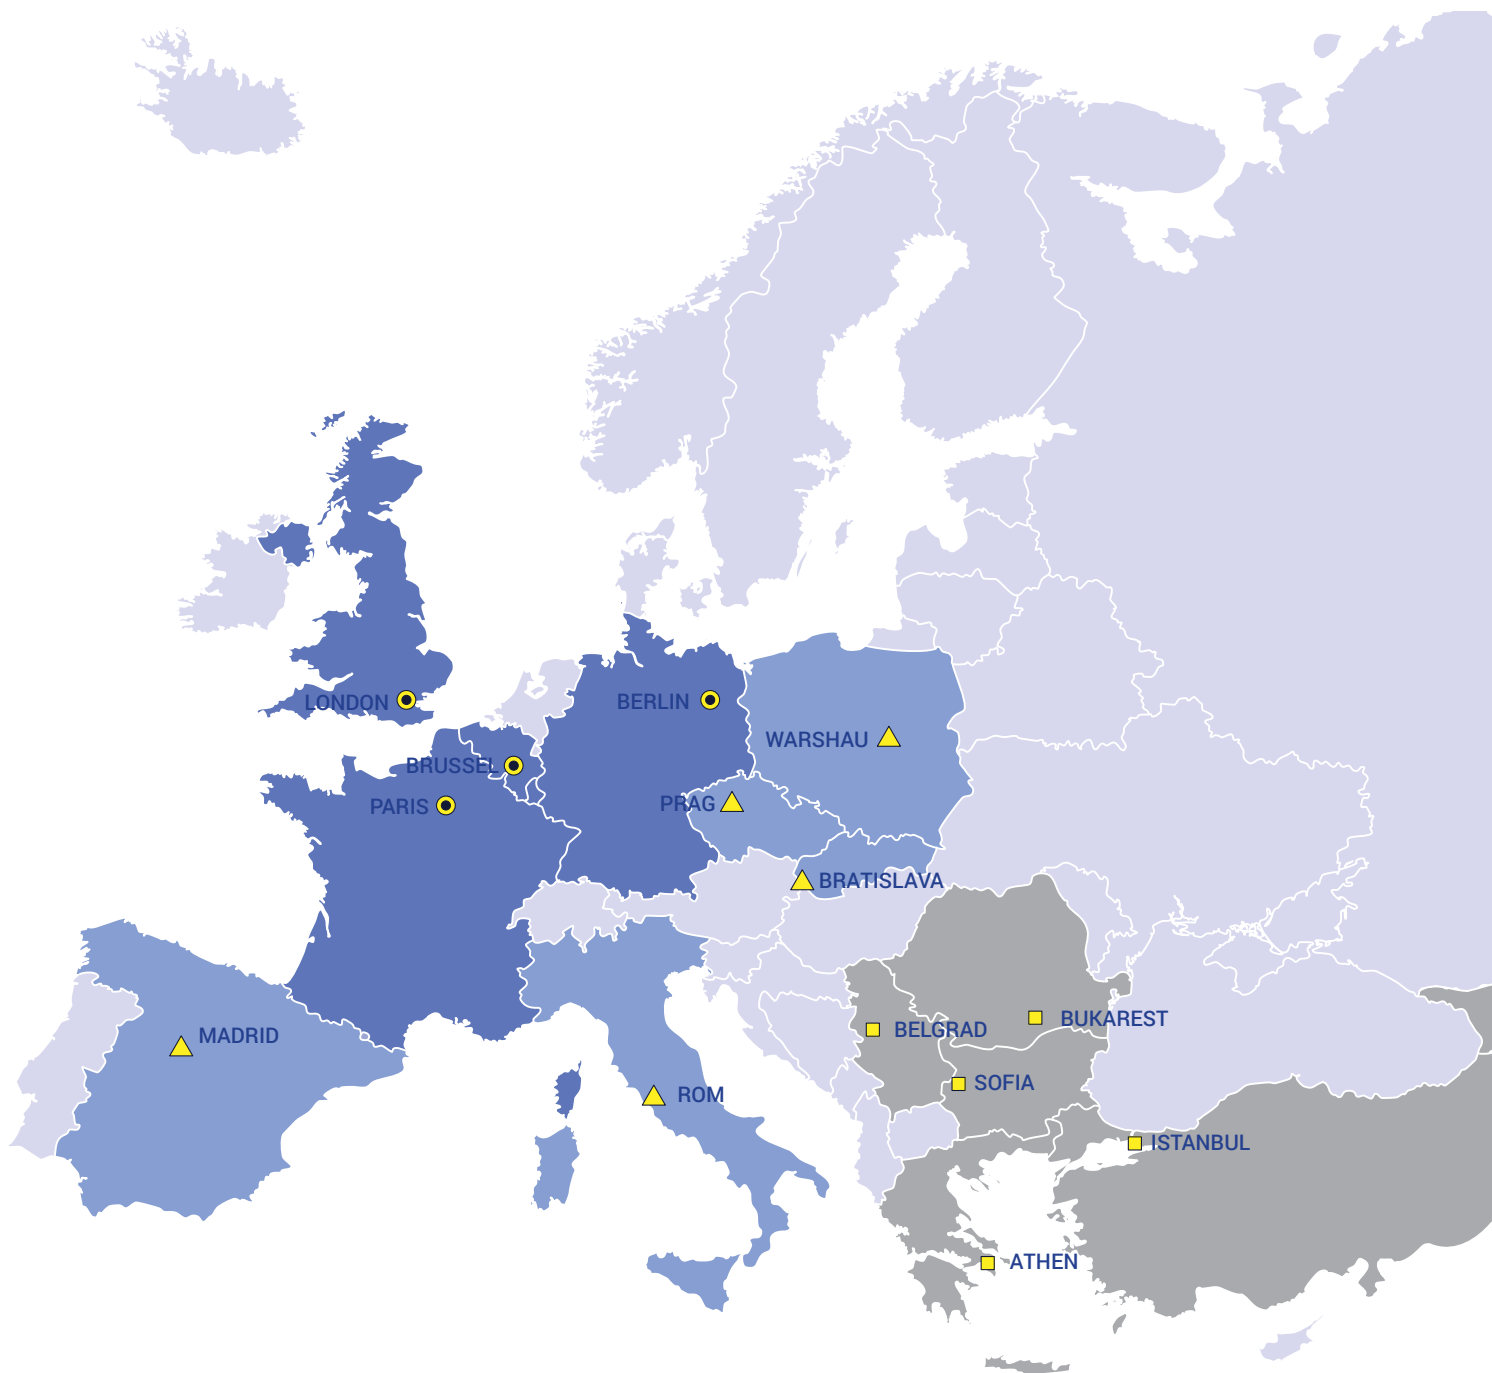 LONDON
BERLIN
WARSHAU
BRUSSEL
PRAG
PARIS
BRATISLAVA
BUKAREST
BELGRAD
MADRID
SOFIA
ROM
ISTANBUL
ATHEN